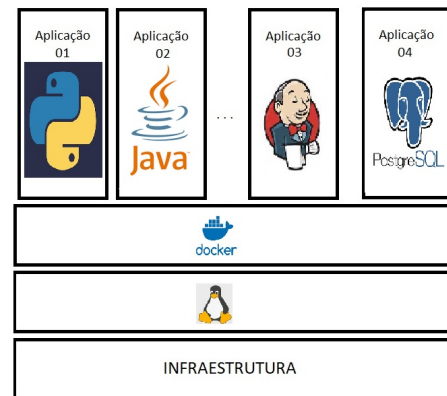 Aplicação
01
Aplicação
02
Java
...
Aplicação
03
Aplicação
04
PostgreSQL
docker
INFRAESTRUTURA